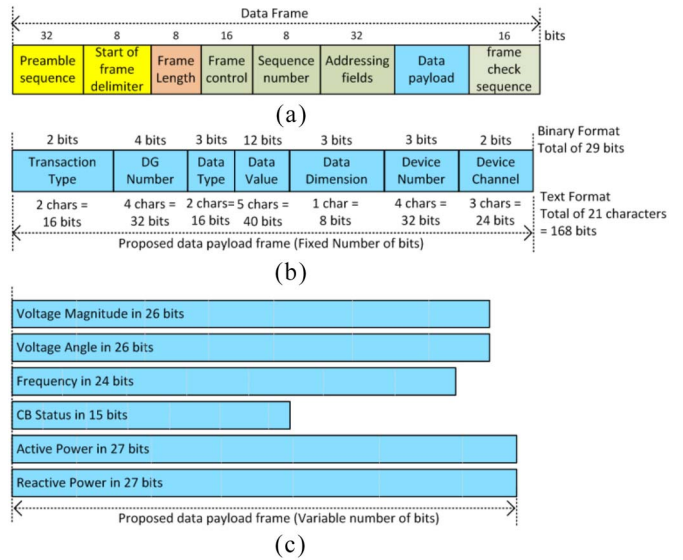 Data Frame
32 8 8 16 8 32 16 bits
Preamble sequence
Start of frame delimiter
Frame Length
Frame control
Sequence number
Addressing fields
Data payload
frame check sequence
(a)
2 bits 4 bits 3 bits 12 bits 3 bits 3 bits 2 bits
Binary Format
Total of 29 bits
Transaction Type
DG Number
Data Type
Data Value
Data Dimension
Device Number
Device Channel
2 chars = 16 bits
4 chars = 32 bits
2 chars= 16 bits
5 chars = 40 bits
1 char = 8 bits
4 chars = 32 bits
3 chars = 24 bits
Text Format
Total of 21 characters
= 168 bits
Proposed data payload frame (Fixed Number of bits)
(b)
Voltage Magnitude in 26 bits
Voltage Angle in 26 bits
Frequency in 24 bits
CB Status in 15 bits
Active Power in 27 bits
Reactive Power in 27 bits
Proposed data payload frame (Variable number of bits)
(c)